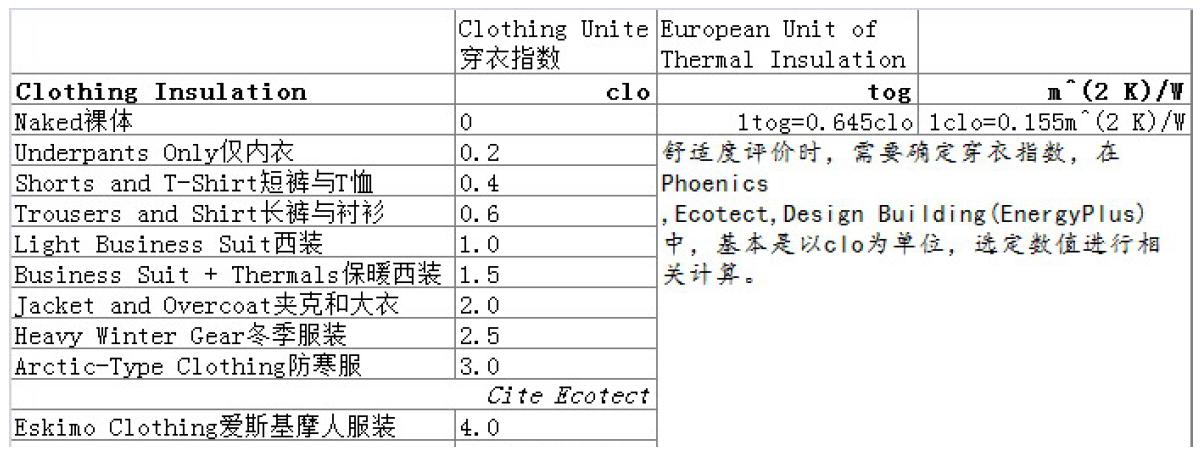 Clothing Unite European Unit of
穿衣指数 Thermal Insulation
Clothing Insulation clo tog m^(2 K)/W
Naked裸体 0 1tog=0.645clo 1clo=0.155m^(2 K)/W
Underpants Only仅内衣 0.2 舒适度评价时，需要确定穿衣指数，在
Shorts and T-Shirt短裤与T恤 0.4 Phoenics
Trousers and Shirt长裤与衬衫 0.6 ,Ecotect,Design Building(EnergyPlus)
Light Business Suit西装 1.0 中，基本是以clo为单位，选定数值进行相
Business Suit + Thermals保暖西装 1.5 关计算。
Jacket and Overcoat夹克和大衣 2.0
Heavy Winter Gear冬季服装 2.5
Arctic-Type Clothing防寒服 3.0
Cite Ecotect
Eskimo Clothing爱斯基摩人服装 4.0